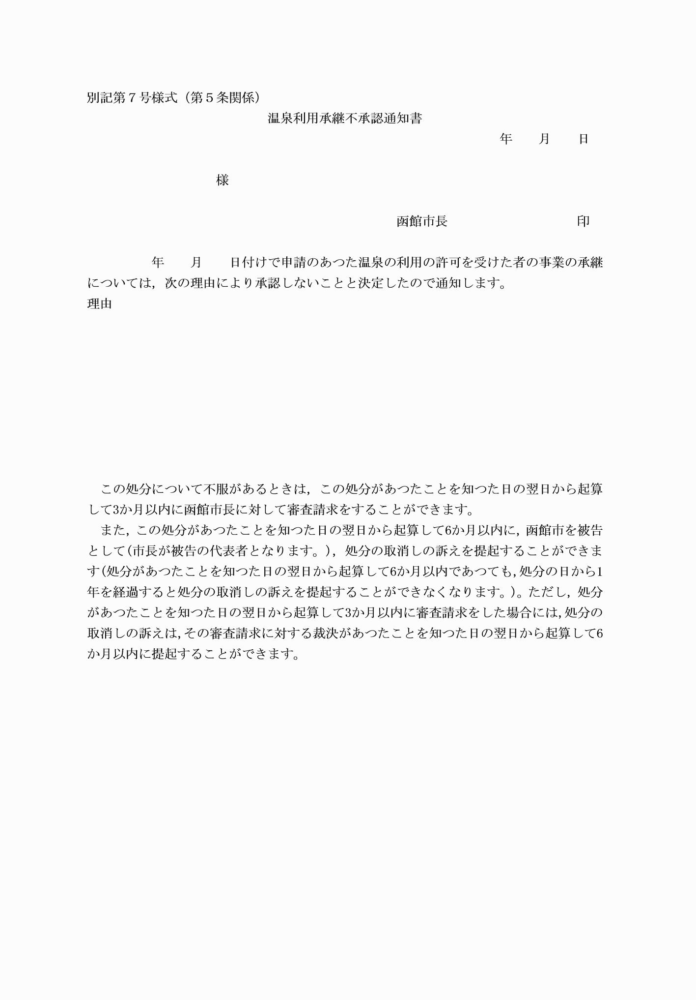 別記第７号様式（第５条関係）
温泉利用承継不承認通知書
年　　月　　日
様
函館市長　　　　　　　　　　印
年　　月　　日付けで申請のあつた温泉の利用の許可を受けた者の事業の承継
については，次の理由により承認しないことと決定したので通知します。
理由
この処分について不服があるときは，この処分があつたことを知つた日の翌日から起算
して3か月以内に函館市長に対して審査請求をすることができます。
また，この処分があつたことを知つた日の翌日から起算して6か月以内に，函館市を被告
として(市長が被告の代表者となります。)，処分の取消しの訴えを提起することができま
す(処分があつたことを知つた日の翌日から起算して6か月以内であつても，処分の日から1
年を経過すると処分の取消しの訴えを提起することができなくなります。)。ただし，処分
があつたことを知つた日の翌日から起算して3か月以内に審査請求をした場合には，処分の
取消しの訴えは，その審査請求に対する裁決があつたことを知つた日の翌日から起算して6
か月以内に提起することができます。